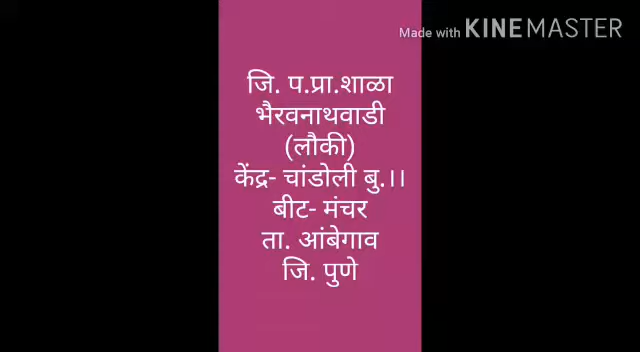 Made with KINEMASTER
जि. प.प्रा.शाळा
भैरवनाथवाडी
(लौकी)
केंद्र- चांडोली बु.।।
बीट- मंचर
ता. आंबेगाव
जि. पुणे